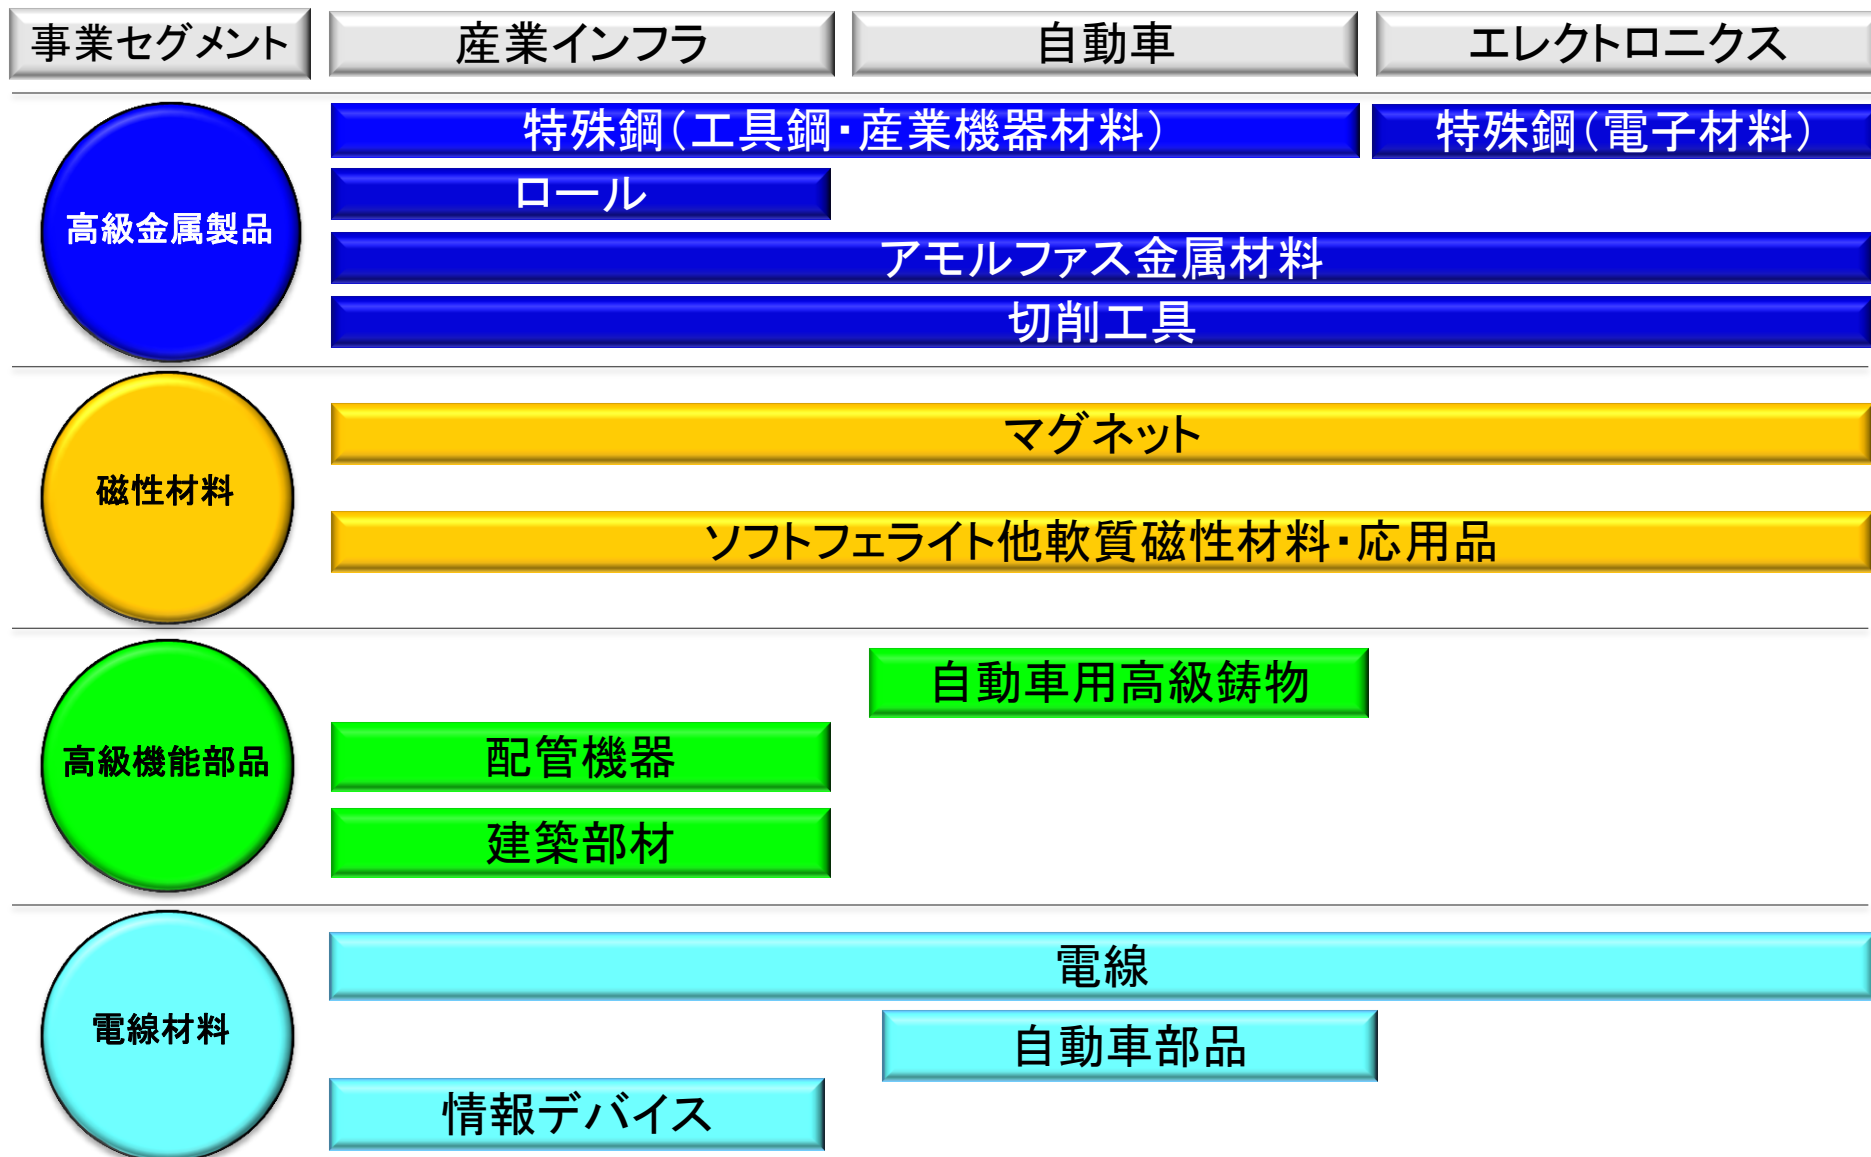 事業セグメント
産業インフラ
自動車
エレクトロニクス
高級金属製品
特殊鋼（工具鋼・産業機器材料）
特殊鋼（電子材料）
ロール
アモルファス金属材料
切削工具
磁性材料
マグネット
ソフトフェライト他軟質磁性材料・応用品
高級機能部品
自動車用高級鋳物
配管機器
建築部材
電線材料
電線
自動車部品
情報デバイス